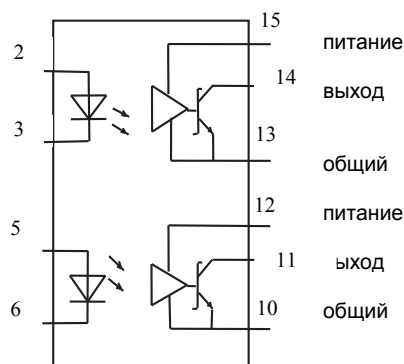 15
2
питание
14
выход
3
13
общий
12
питание
5
11
ыход
6
10
общий